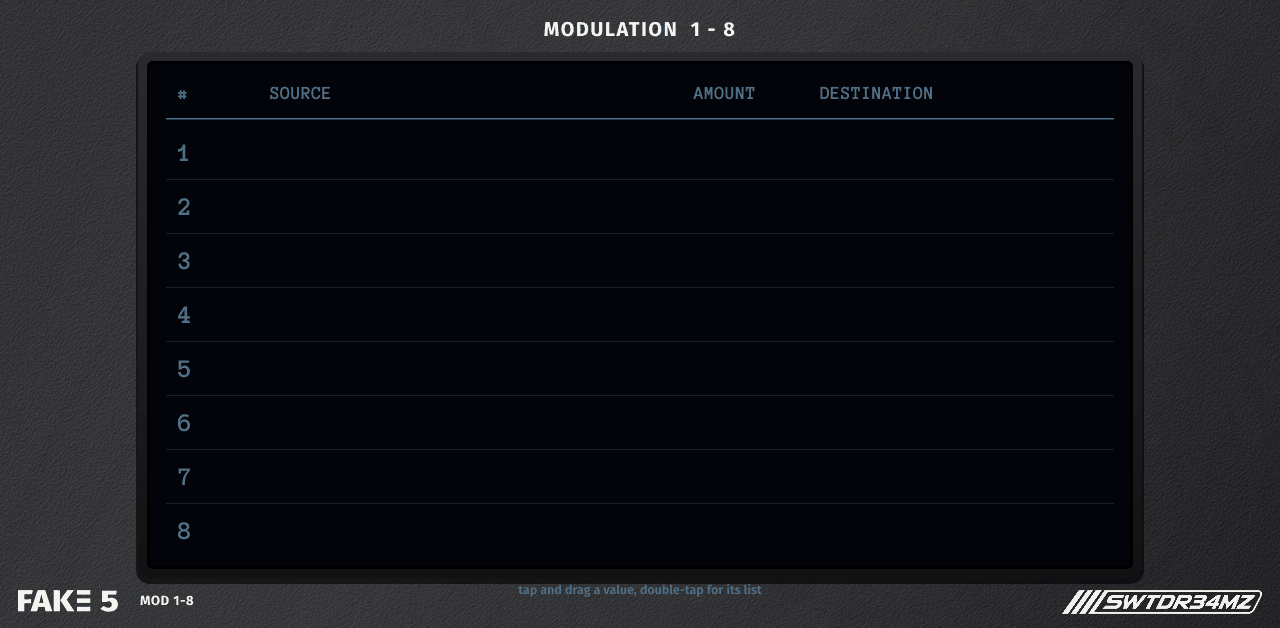 MODULATION 1 - 8
# SOURCE AMOUNT DESTINATION
1
2
3
4
5
6
7
8
tap and drag a value, double-tap for its list
FAKE 5 MOD 1-8 SWTDR34MZ